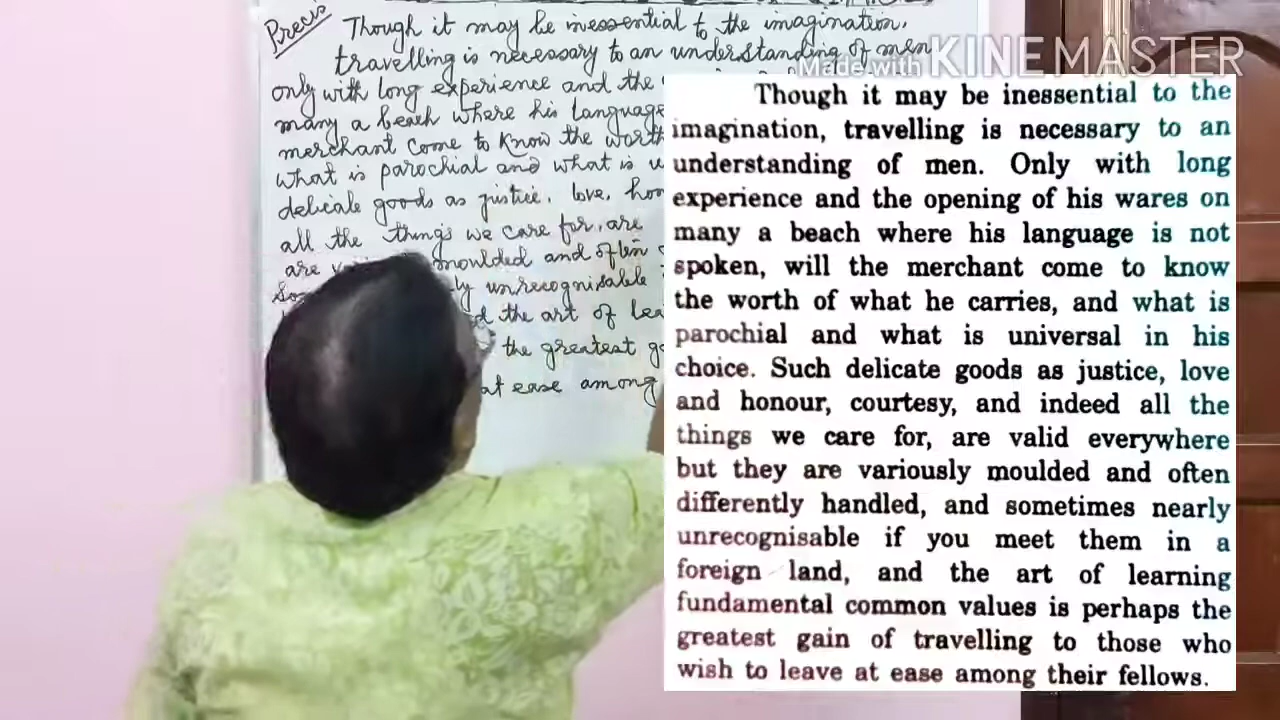 Precis
Though it may be inessential to the imagination,
travelling is necessary to an understanding of men
only with long experience and the
many a beach where his language
merchant come to know the worth
what is parochial and what is u
delicate goods as justice, love, hon
all the things we care for, are
are moulded and often
So ly unrecognisable
d the art of lea
the greatest g
at ease among
Made with KINEMASTER
Though it may be inessential to the
imagination, travelling is necessary to an
understanding of men. Only with long
experience and the opening of his wares on
many a beach where his language is not
spoken, will the merchant come to know
the worth of what he carries, and what is
parochial and what is universal in his
choice. Such delicate goods as justice, love
and honour, courtesy, and indeed all the
things we care for, are valid everywhere
but they are variously moulded and often
differently handled, and sometimes nearly
unrecognisable if you meet them in a
foreign land, and the art of learning
fundamental common values is perhaps the
greatest gain of travelling to those who
wish to leave at ease among their fellows.